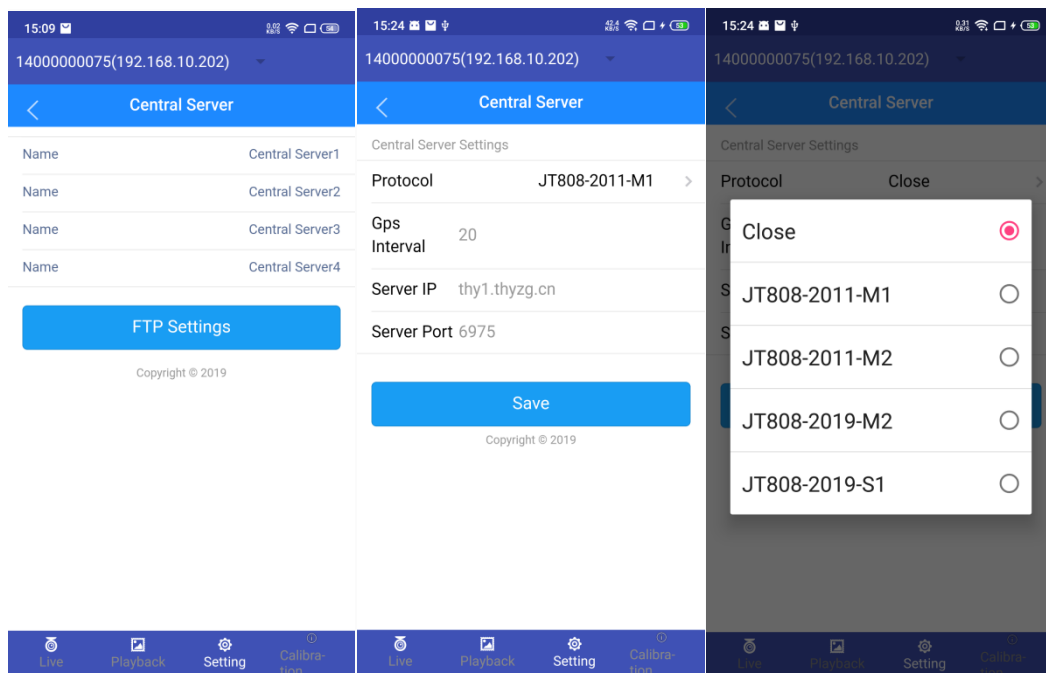 15:09
0.02
KB/S
58
14000000075(192.168.10.202)
Central Server
Name Central Server1
Name Central Server2
Name Central Server3
Name Central Server4
FTP Settings
Copyright © 2019
Live Playback Setting Calibra-
tion
15:24
42.4
KB/S
53
14000000075(192.168.10.202)
Central Server
Central Server Settings
Protocol JT808-2011-M1
Gps
Interval 20
Server IP thy1.thyzg.cn
Server Port 6975
Save
Copyright © 2019
Live Playback Setting Calibra-
tion
15:24
0.31
KB/S
53
14000000075(192.168.10.202)
Central Server
Central Server Settings
Protocol Close
Close
JT808-2011-M1
JT808-2011-M2
JT808-2019-M2
JT808-2019-S1
Live Playback Setting Calibra-
tion